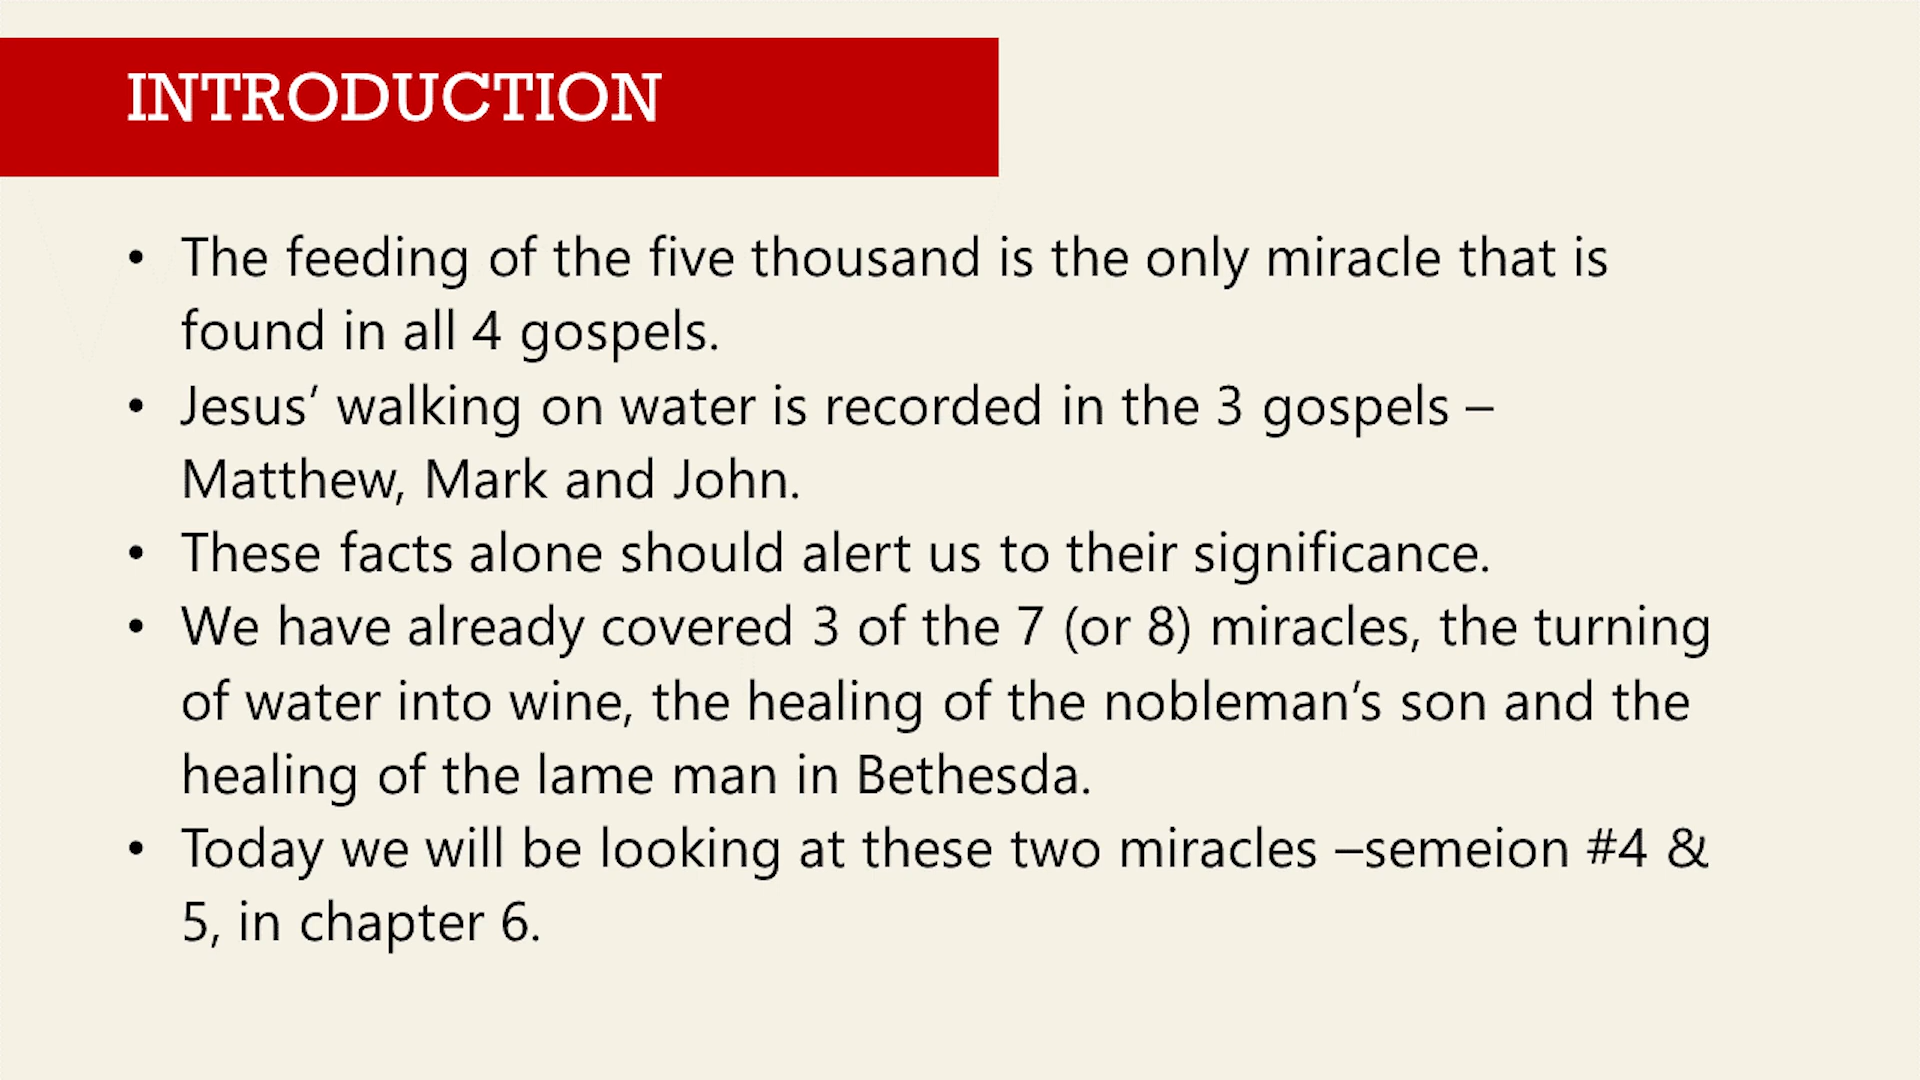 INTRODUCTION
• The feeding of the five thousand is the only miracle that is
found in all 4 gospels.
• Jesus’ walking on water is recorded in the 3 gospels –
Matthew, Mark and John.
• These facts alone should alert us to their significance.
• We have already covered 3 of the 7 (or 8) miracles, the turning
of water into wine, the healing of the nobleman’s son and the
healing of the lame man in Bethesda.
• Today we will be looking at these two miracles –semeion #4 &
5, in chapter 6.